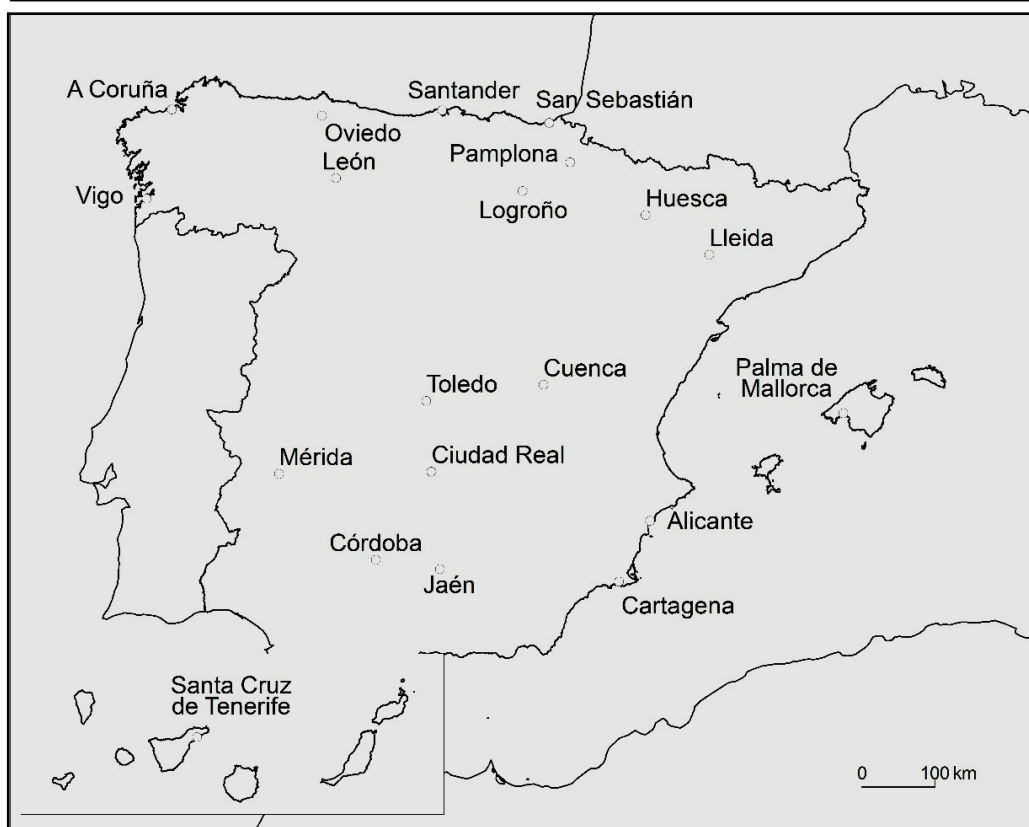 A Coruña
Santander
San Sebastián
Oviedo
Pamplona
León
Vigo
Logroño
Huesca
Lleida
Cuenca
Palma de
Mallorca
Toledo
Mérida
Ciudad Real
Alicante
Córdoba
Jaén
Cartagena
Santa Cruz
de Tenerife
0 100 km